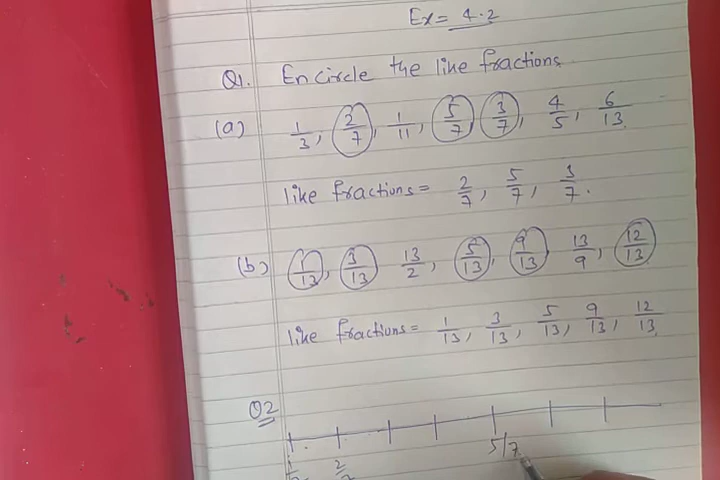 Ex = 4.2
Q1. Encircle the like fractions.
(a) 1/3, 2/7, 1/11, 5/7, 3/7, 4/5, 6/13
like fractions = 2/7, 5/7, 3/7.
(b) 1/13, 3/13 13/2, 5/13, 9/13, 13/9, 12/13
like fractions = 1/13, 3/13, 5/13, 9/13, 12/13
Q2
5/7